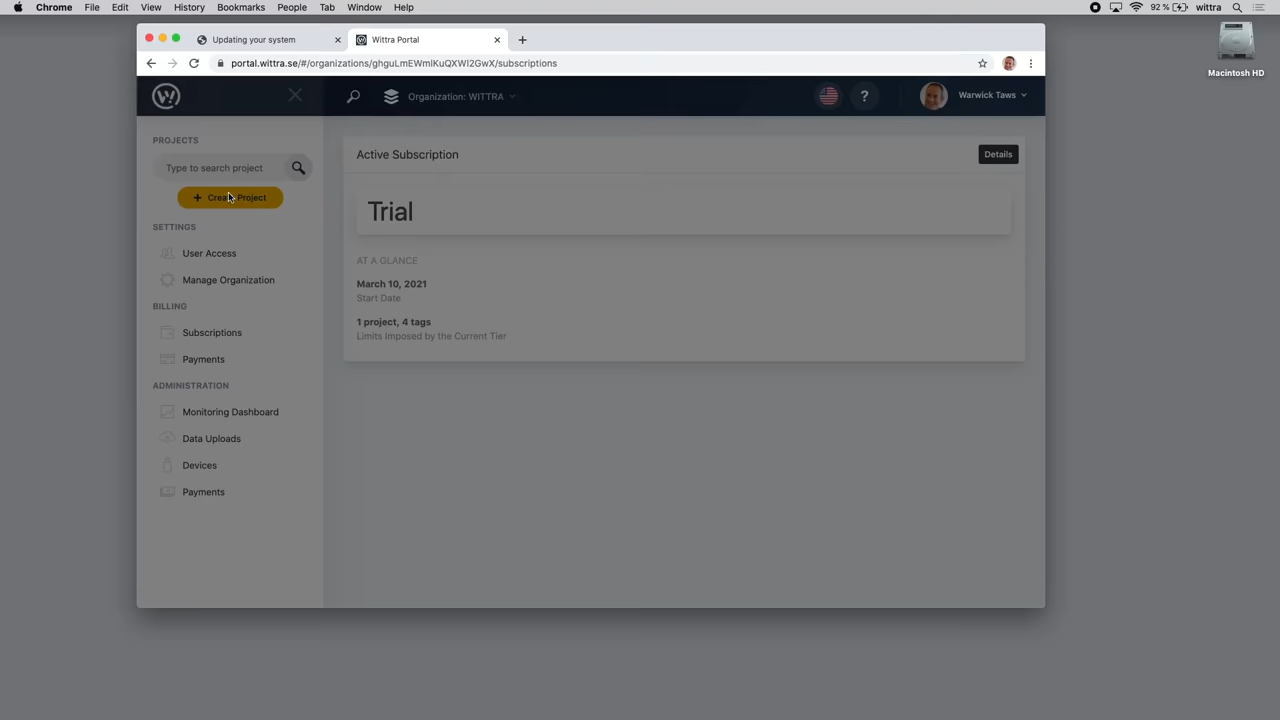 Chrome File Edit View History Bookmarks People Tab Window Help 92 % wittra
Updating your system Wittra Portal
portal.wittra.se/#/organizations/ghguLmEWmiKuQXWl2GwX/subscriptions
Macintosh HD
W! Organization: WITTRA ? Warwick Taws
PROJECTS
Type to search project
+ Create Project
SETTINGS
User Access
Manage Organization
BILLING
Subscriptions
Payments
ADMINISTRATION
Monitoring Dashboard
Data Uploads
Devices
Payments
Active Subscription Details
Trial
AT A GLANCE
March 10, 2021
Start Date
1 project, 4 tags
Limits Imposed by the Current Tier